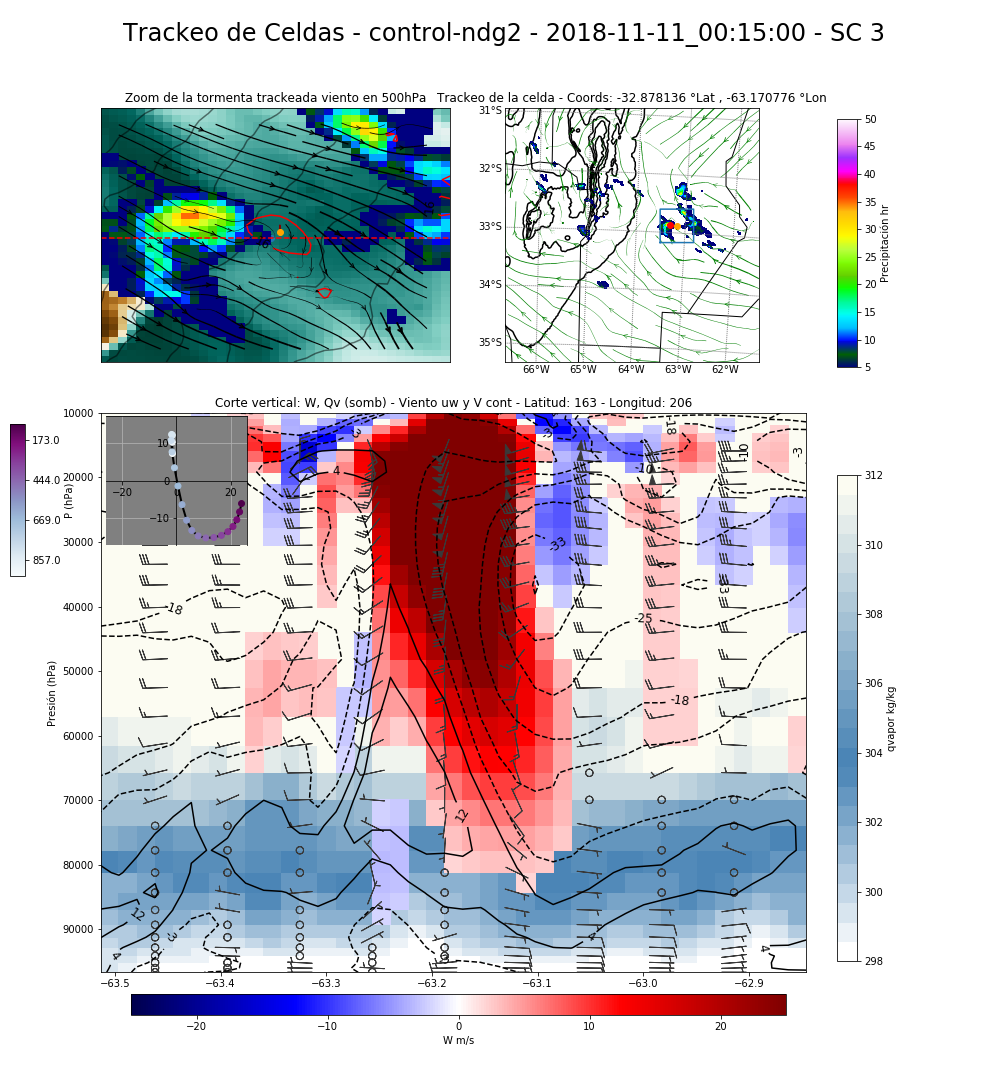 Trackeo de Celdas - control-ndg2 - 2018-11-11_00:15:00 - SC 3
Zoom de la tormenta trackeada viento en 500hPa
Trackeo de la celda - Coords: -32.878136 °Lat , -63.170776 °Lon
31°S
32°S
33°S
34°S
35°S
66°W 65°W 64°W 63°W 62°W
50
45
40
35
30
25
20
15
10
5
Precipitación hr
Corte vertical: W, Qv (somb) - Viento uw y V cont - Latitud: 163 - Longitud: 206
173.0
444.0
669.0
857.0
P (hPa)
10
0
−10
−20 0 20
10000
20000
30000
40000
50000
60000
70000
80000
90000
Presión (hPa)
−63.5 −63.4 −63.3 −63.2 −63.1 −63.0 −62.9
-3
4
-18
-10
-3
-10
-33
-18
-25
-18
12
12
4
4
4
312
310
308
306
304
302
300
298
qvapor kg/kg
−20 −10 0 10 20
W m/s